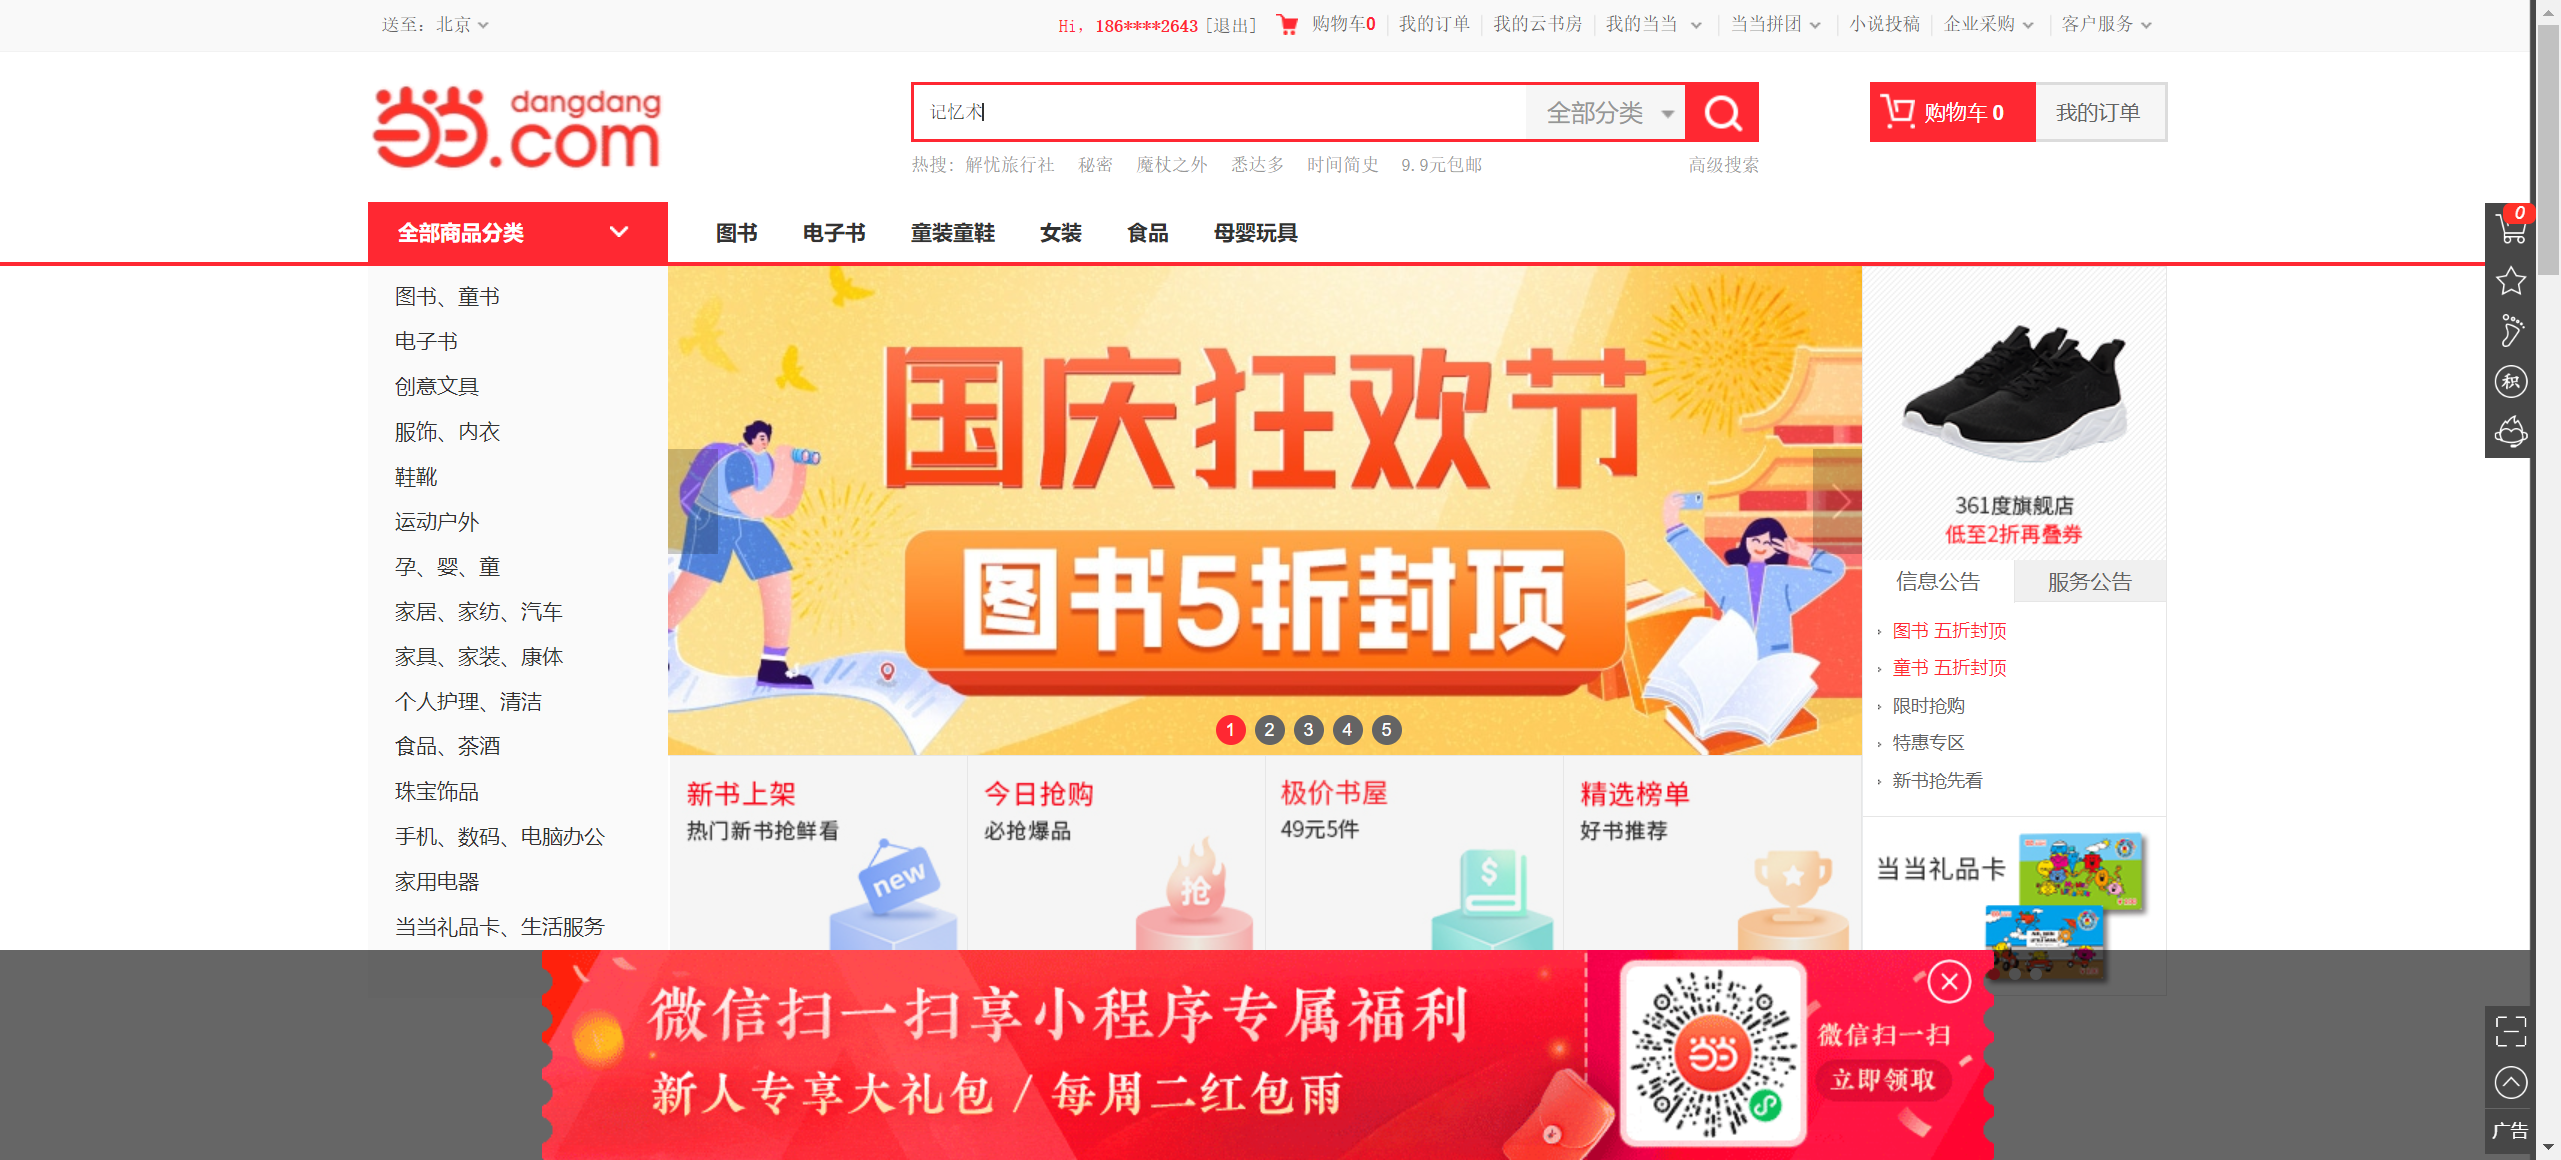 送至：北京
Hi，186****2643 [退出] 购物车0 我的订单 我的云书房 我的当当 当当拼团 小说投稿 企业采购 客户服务
dangdang
.com
记忆术 全部分类
购物车 0 我的订单
热搜：解忧旅行社 秘密 魔杖之外 悉达多 时间简史 9.9元包邮 高级搜索
全部商品分类 图书 电子书 童装童鞋 女装 食品 母婴玩具
图书、童书
电子书
创意文具
服饰、内衣
鞋靴
运动户外
孕、婴、童
家居、家纺、汽车
家具、家装、康体
个人护理、清洁
食品、茶酒
珠宝饰品
手机、数码、电脑办公
家用电器
当当礼品卡、生活服务
国庆狂欢节
图书5折封顶
1 2 3 4 5
新书上架
热门新书抢鲜看
new
今日抢购
必抢爆品
抢
极价书屋
49元5件
$
精选榜单
好书推荐
361度旗舰店
低至2折再叠券
信息公告 服务公告
图书 五折封顶
童书 五折封顶
限时抢购
特惠专区
新书抢先看
当当礼品卡
0
积
微信扫一扫享小程序专属福利
新人专享大礼包 / 每周二红包雨
微信扫一扫
立即领取
广告